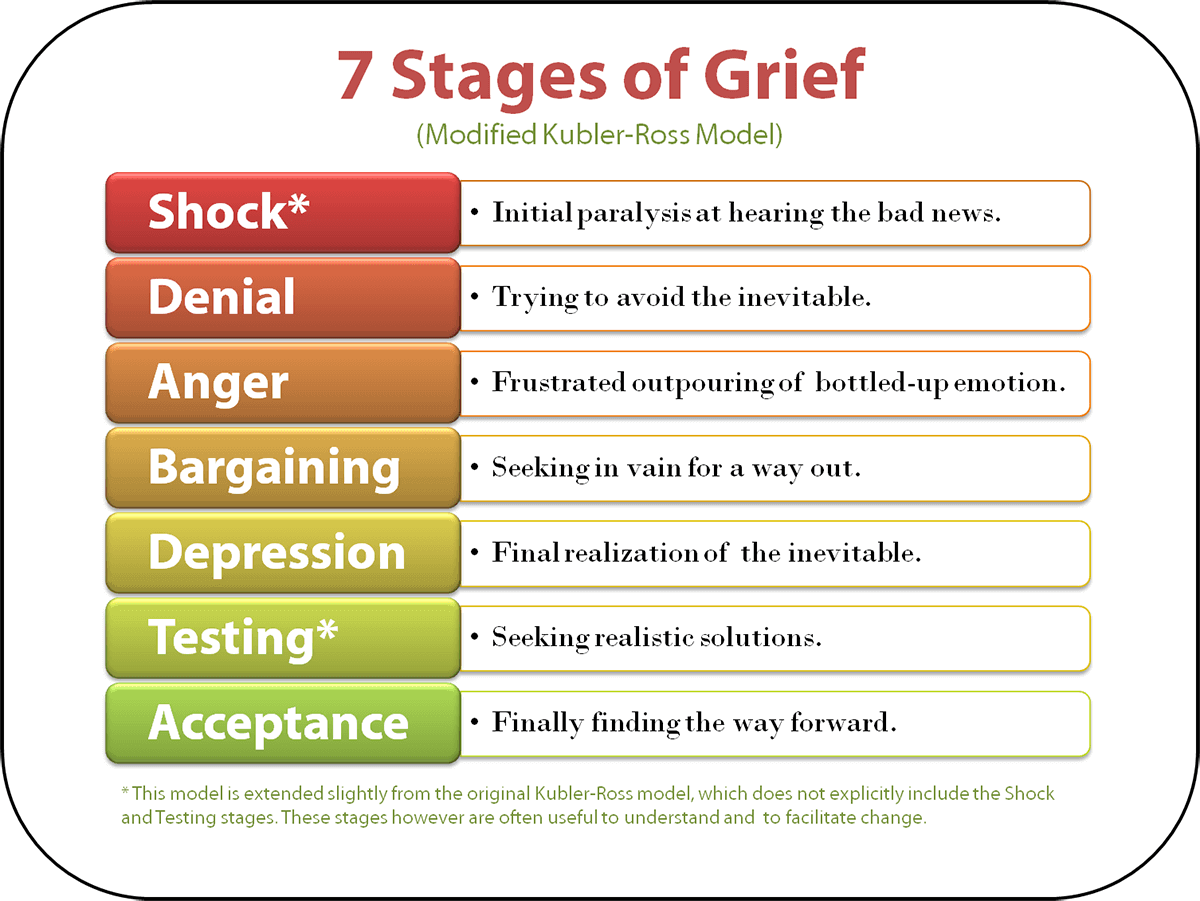 7 Stages of Grief
(Modified Kubler-Ross Model)
Shock*
• Initial paralysis at hearing the bad news.
Denial
• Trying to avoid the inevitable.
Anger
• Frustrated outpouring of bottled-up emotion.
Bargaining
• Seeking in vain for a way out.
Depression
• Final realization of the inevitable.
Testing*
• Seeking realistic solutions.
Acceptance
• Finally finding the way forward.
* This model is extended slightly from the original Kubler-Ross model, which does not explicitly include the Shock
and Testing stages. These stages however are often useful to understand and to facilitate change.